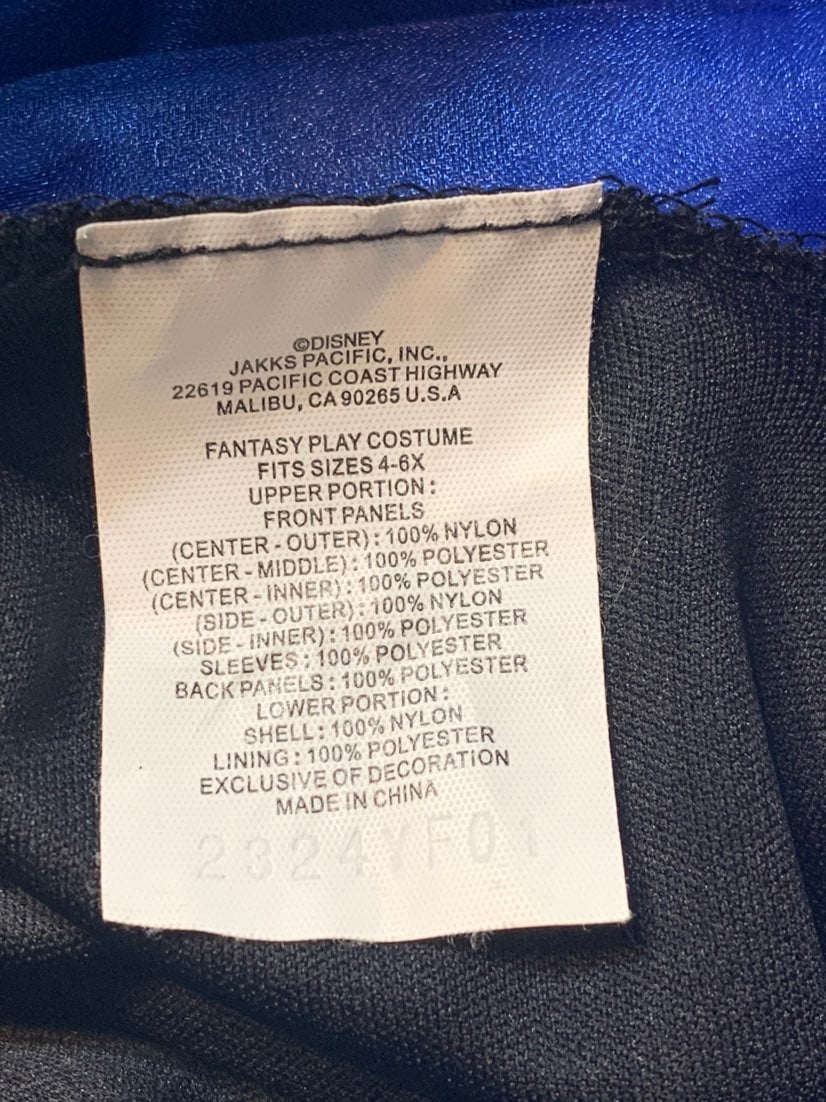 ©DISNEY
JAKKS PACIFIC, INC.,
22619 PACIFIC COAST HIGHWAY
MALIBU, CA 90265 U.S.A
FANTASY PLAY COSTUME
FITS SIZES 4-6X
UPPER PORTION :
FRONT PANELS
(CENTER - OUTER) : 100% NYLON
(CENTER - MIDDLE) : 100% POLYESTER
(CENTER - INNER) : 100% POLYESTER
(SIDE - OUTER) : 100% NYLON
(SIDE - INNER) : 100% POLYESTER
SLEEVES : 100% POLYESTER
BACK PANELS : 100% POLYESTER
LOWER PORTION :
SHELL : 100% NYLON
LINING : 100% POLYESTER
EXCLUSIVE OF DECORATION
MADE IN CHINA
2324YF01